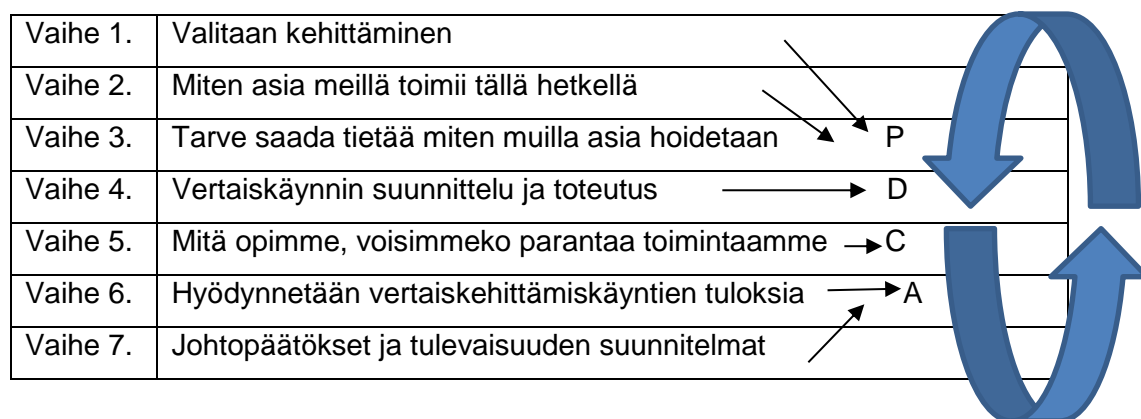 Vaihe 1. Valitaan kehittäminen
Vaihe 2. Miten asia meillä toimii tällä hetkellä
Vaihe 3. Tarve saada tietää miten muilla asia hoidetaan P
Vaihe 4. Vertaiskäynnin suunnittelu ja toteutus D
Vaihe 5. Mitä opimme, voisimmeko parantaa toimintaamme C
Vaihe 6. Hyödynnetään vertaiskehittämiskäyntien tuloksia A
Vaihe 7. Johtopäätökset ja tulevaisuuden suunnitelmat